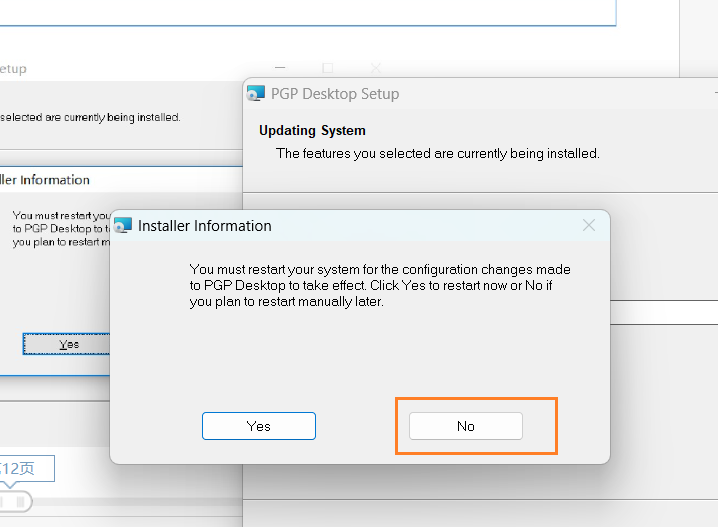 etup
selected are currently being installed.
PGP Desktop Setup
Updating System
The features you selected are currently being installed.
ller Information
You must restart you
to PGP Desktop to t
you plan to restart m
Yes
Installer Information
You must restart your system for the configuration changes made
to PGP Desktop to take effect. Click Yes to restart now or No if
you plan to restart manually later.
Yes
No
12页